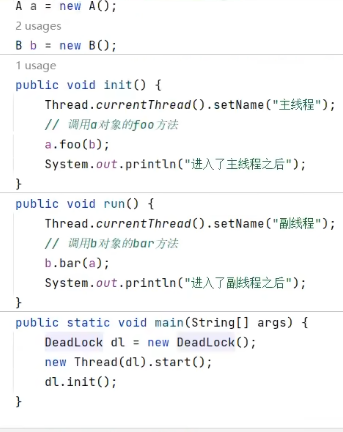 A a = new A();
2 usages
B b = new B();
1 usage
public void init() {
Thread.currentThread().setName("主线程");
// 调用a对象的foo方法
a.foo(b);
System.out.println("进入了主线程之后");
}
public void run() {
Thread.currentThread().setName("副线程");
// 调用b对象的bar方法
b.bar(a);
System.out.println("进入了副线程之后");
}
public static void main(String[] args) {
DeadLock dl = new DeadLock();
new Thread(dl).start();
dl.init();
}